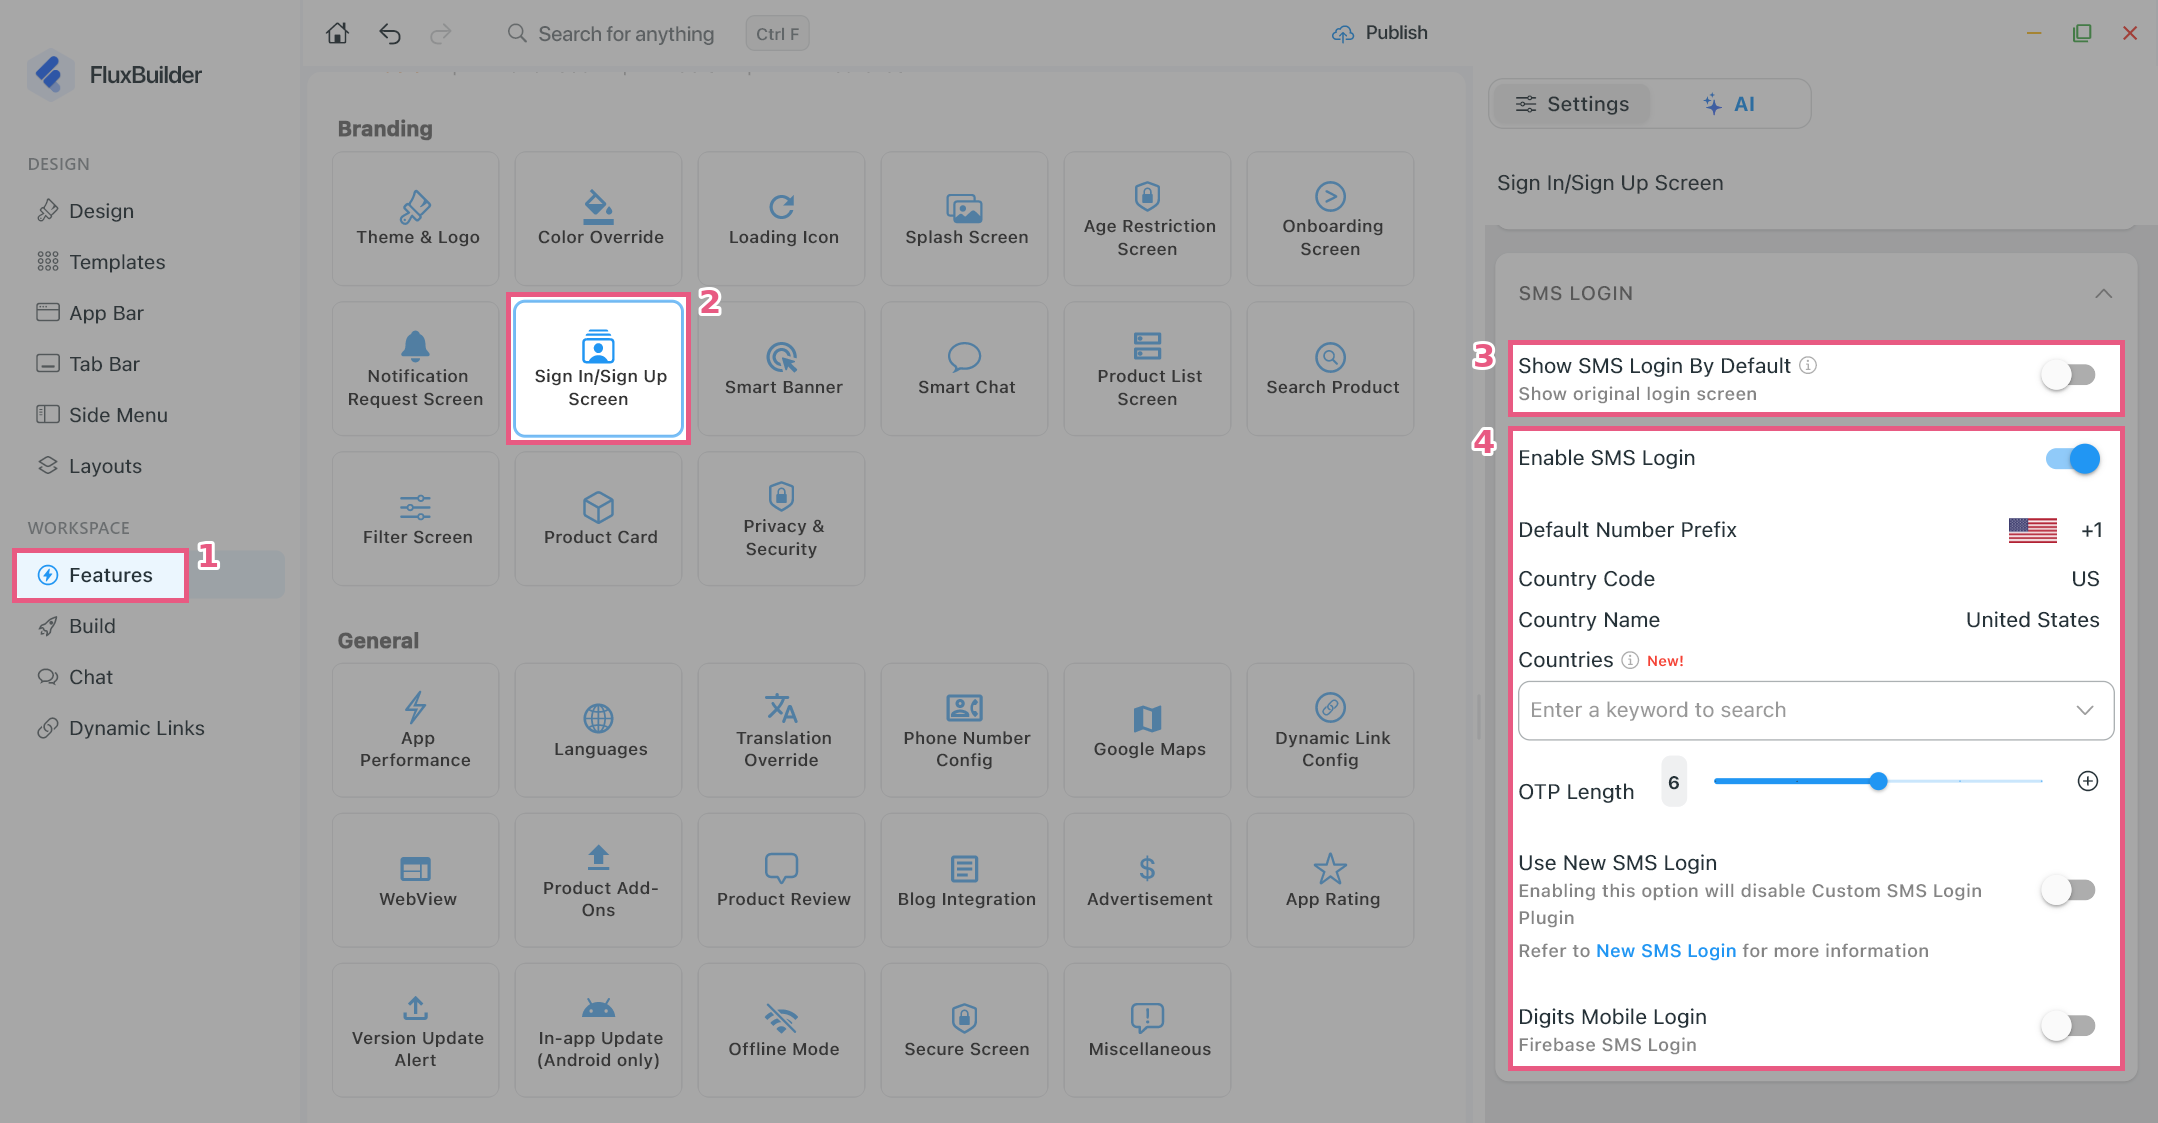 FluxBuilder
Search for anything
Ctrl F
Publish
DESIGN
Design
Templates
App Bar
Tab Bar
Side Menu
Layouts
WORKSPACE
Features
1
Build
Chat
Dynamic Links
Branding
Theme & Logo
Color Override
Loading Icon
Splash Screen
Age Restriction
Screen
Onboarding
Screen
Notification
Request Screen
Sign In/Sign Up
Screen
2
Smart Banner
Smart Chat
Product List
Screen
Search Product
Filter Screen
Product Card
Privacy &
Security
General
App
Performance
Languages
Translation
Override
Phone Number
Config
Google Maps
Dynamic Link
Config
WebView
Product Add-
Ons
Product Review
Blog Integration
Advertisement
App Rating
Version Update
Alert
In-app Update
(Android only)
Offline Mode
Secure Screen
Miscellaneous
Settings
AI
Sign In/Sign Up Screen
SMS LOGIN
3
Show SMS Login By Default
Show original login screen
4
Enable SMS Login
Default Number Prefix +1
Country Code US
Country Name United States
Countries New!
Enter a keyword to search
OTP Length 6
Use New SMS Login
Enabling this option will disable Custom SMS Login
Plugin
Refer to New SMS Login for more information
Digits Mobile Login
Firebase SMS Login